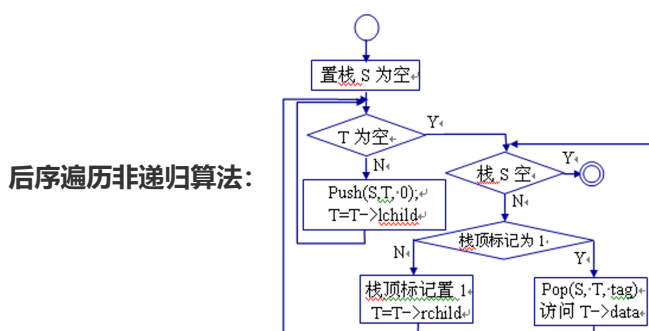 置栈 S 为空
T 为空
Y
后序遍历非递归算法：
N
栈 S 空
Y
Push(S,T, 0);
T=T->lchild
N
栈顶标记为 1
N
Y
栈顶标记置 1
T=T->rchild
Pop(S, T, tag)
访问 T->data